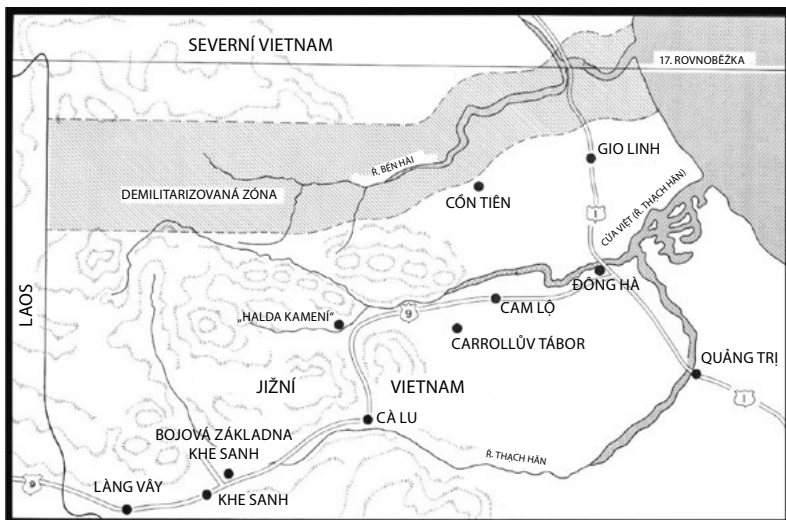 SEVERNÍ VIETNAM
17. ROVNOBĚŽKA
GIO LINH
Ř. BẾN HẢI
DEMILITARIZOVANÁ ZÓNA
CỒN TIÊN
1
CỬA VIỆT (Ř. THẠCH HÃN)
ĐÔNG HÀ
LAOS
9
CAM LỘ
„HALDA KAMENÍ“
CARROLLŮV TÁBOR
QUẢNG TRỊ
JIŽNÍ
VIETNAM
1
CÀ LU
BOJOVÁ ZÁKLADNA
KHE SANH
Ř. THẠCH HÃN
9
LÀNG VÂY
KHE SANH